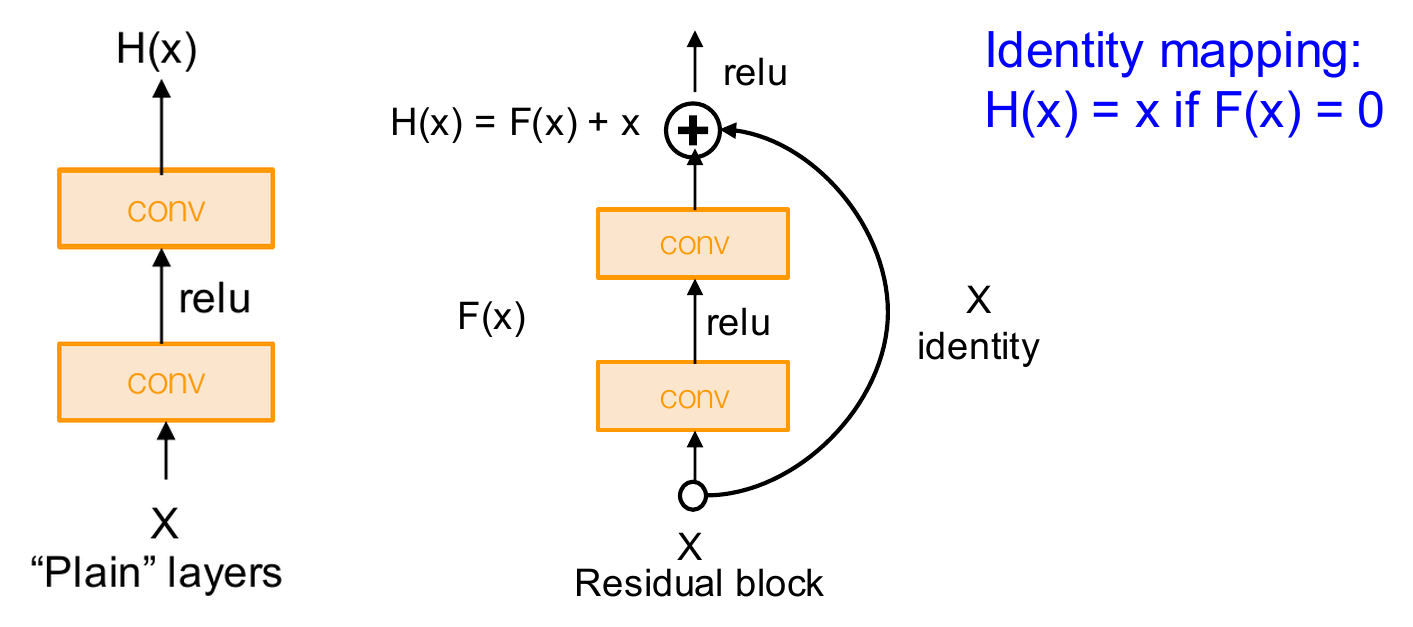 H(x)
conv
relu
conv
X
“Plain” layers
relu
H(x) = F(x) + x
conv
F(x)
relu
conv
X
identity
X
Residual block
Identity mapping:
H(x) = x if F(x) = 0